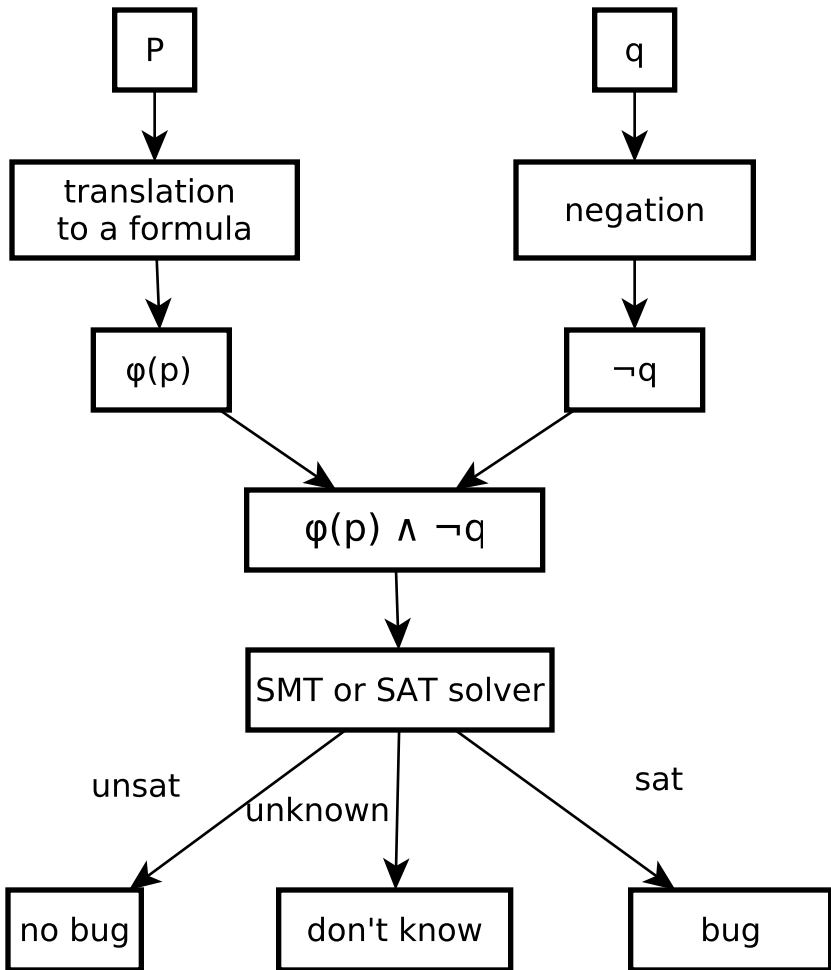 P
q
translation
to a formula
negation
φ(p)
¬q
φ(p) ∧ ¬q
SMT or SAT solver
unsat
unknown
sat
no bug
don't know
bug